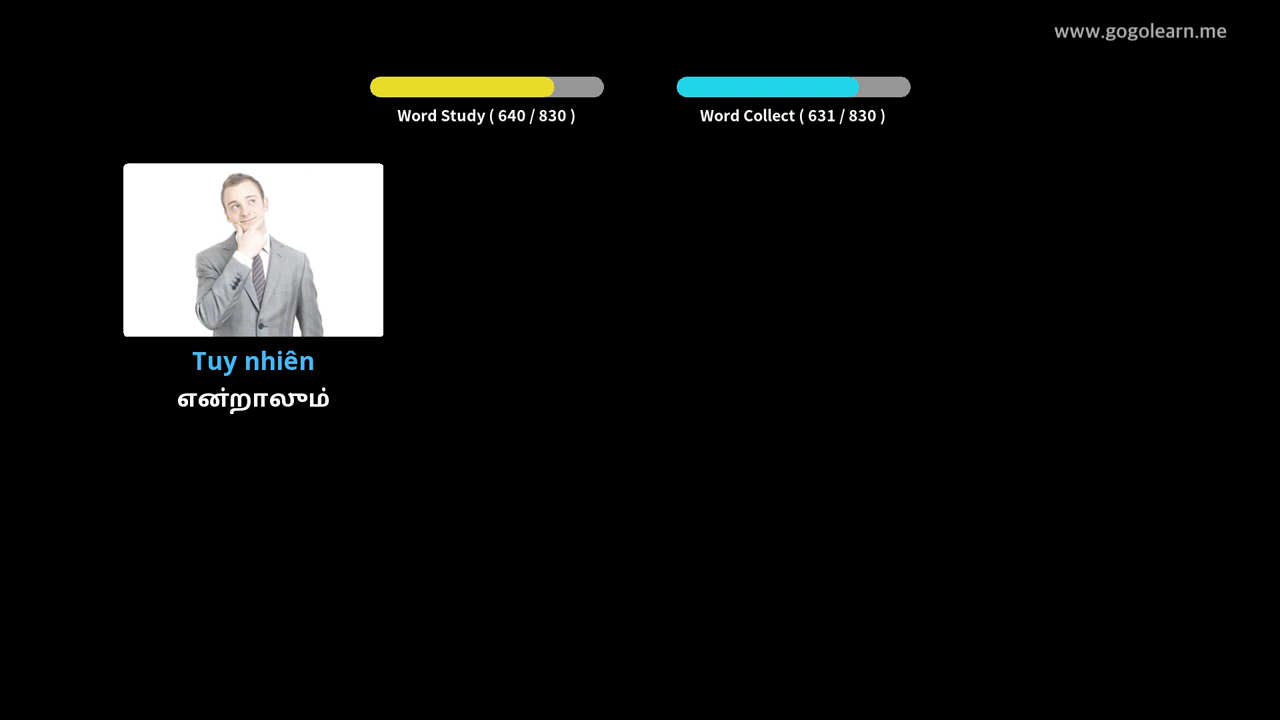 www.gogolearn.me
Word Study ( 640 / 830 )
Word Collect ( 631 / 830 )
Tuy nhiên
என்றாலும்